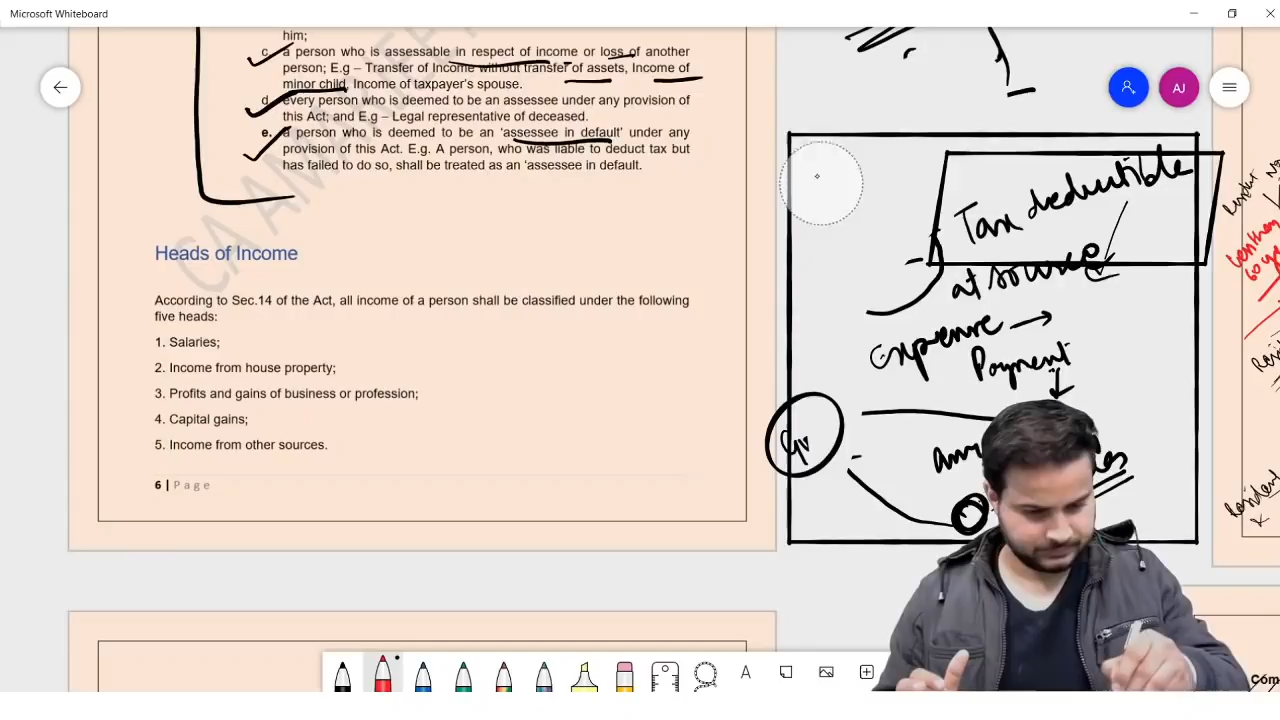 Microsoft Whiteboard
him;
c. a person who is assessable in respect of income or loss of another
person; E.g – Transfer of Income without transfer of assets, Income of
minor child, Income of taxpayer's spouse.
d. every person who is deemed to be an assessee under any provision of
this Act; and E.g – Legal representative of deceased.
e. a person who is deemed to be an 'assessee in default' under any
provision of this Act. E.g. A person, who was liable to deduct tax but
has failed to do so, shall be treated as an 'assessee in default.
Heads of Income
According to Sec.14 of the Act, all income of a person shall be classified under the following
five heads:
1. Salaries;
2. Income from house property;
3. Profits and gains of business or profession;
4. Capital gains;
5. Income from other sources.
6 | Page
AJ
Tax deductible
at source
Expense →
Payment
Less than
60
Resident
A